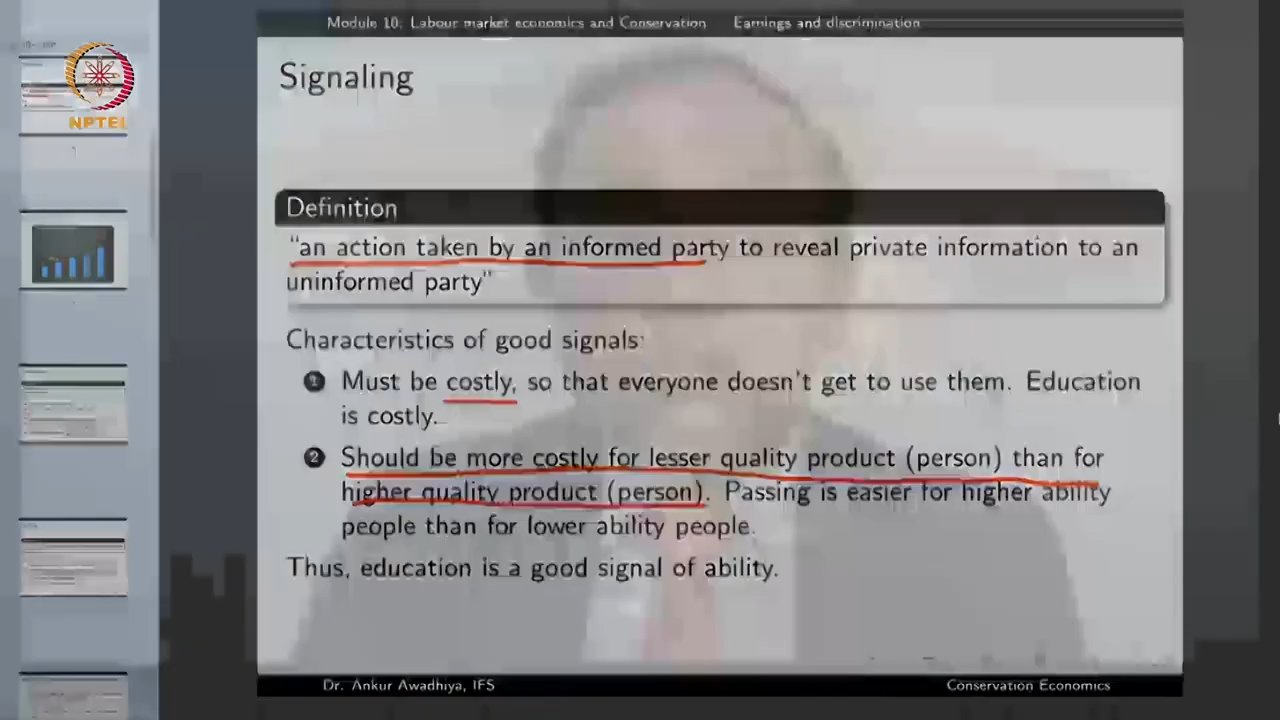 Module 10: Labour market economics and Conservation Earnings and discrimination
NPTEL
Signaling
Definition
"an action taken by an informed party to reveal private information to an
uninformed party"
Characteristics of good signals:
1 Must be costly, so that everyone doesn't get to use them. Education
is costly.
2 Should be more costly for lesser quality product (person) than for
higher quality product (person). Passing is easier for higher ability
people than for lower ability people.
Thus, education is a good signal of ability.
Dr. Ankur Awadhiya, IFS Conservation Economics